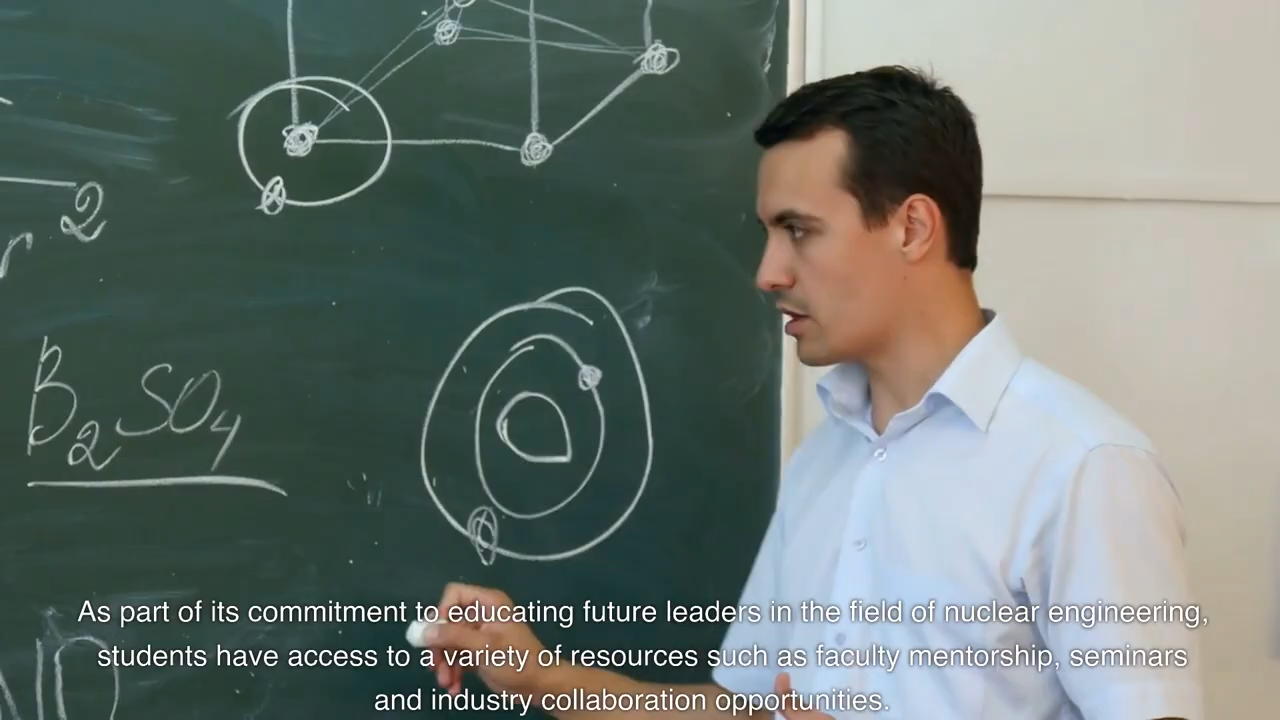 r 2
B2SO4
As part of its commitment to educating future leaders in the field of nuclear engineering,
students have access to a variety of resources such as faculty mentorship, seminars
and industry collaboration opportunities.